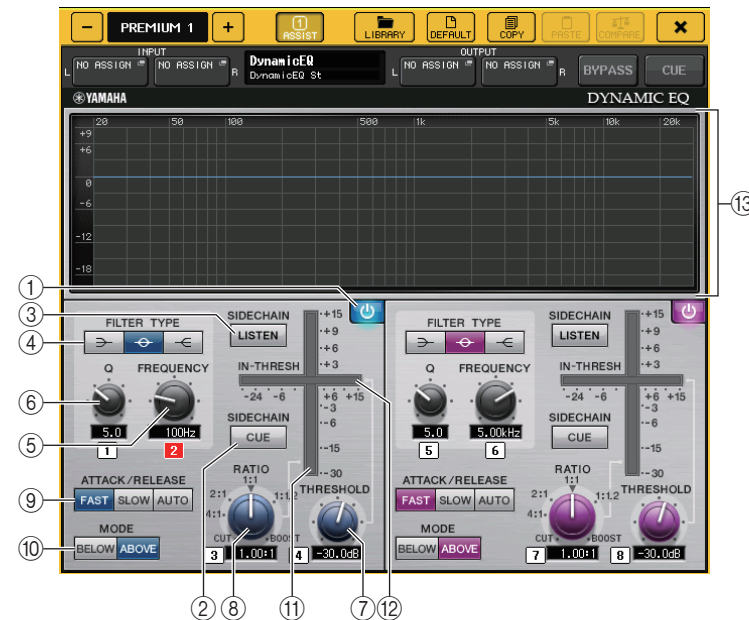 − PREMIUM 1 + 1 ASSIST LIBRARY DEFAULT COPY PASTE COMPARE ×
INPUT
L NO ASSIGN NO ASSIGN R
DynamicEQ
DynamicEQ St
OUTPUT
L NO ASSIGN NO ASSIGN R
BYPASS CUE
YAMAHA DYNAMIC EQ
20 50 100 500 1k 5k 10k 20k
+9
+6
0
-6
-12
-18
⑬
①
③
④
⑥
⑤
⑨
⑩
FILTER TYPE
Q FREQUENCY
5.0 100Hz
1 2
ATTACK/RELEASE
FAST SLOW AUTO
MODE
BELOW ABOVE
SIDECHAIN
LISTEN
+15
+9
+6
+3
IN-THRESH
-24 -6 +6 +15
-3
-6
-15
-30
SIDECHAIN
CUE
RATIO
1:1
2:1 1:1.2
4:1
CUT BOOST
3 1.00:1
THRESHOLD
4 -30.0dB
FILTER TYPE
Q FREQUENCY
5.0 5.00kHz
5 6
ATTACK/RELEASE
FAST SLOW AUTO
MODE
BELOW ABOVE
SIDECHAIN
LISTEN
+15
+9
+6
+3
IN-THRESH
-24 -6 +6 +15
-3
-6
-15
-30
SIDECHAIN
CUE
RATIO
1:1
2:1 1:1.2
4:1
CUT BOOST
7 1.00:1
THRESHOLD
8 -30.0dB
② ⑧ ⑪ ⑦ ⑫